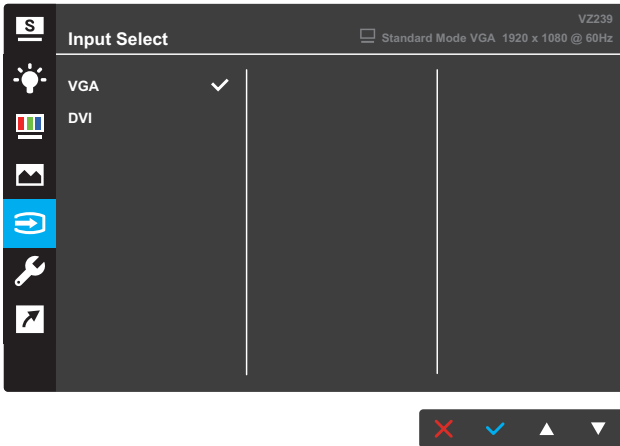 S
VZ239
Input Select
Standard Mode VGA 1920 x 1080 @ 60Hz
VGA
DVI